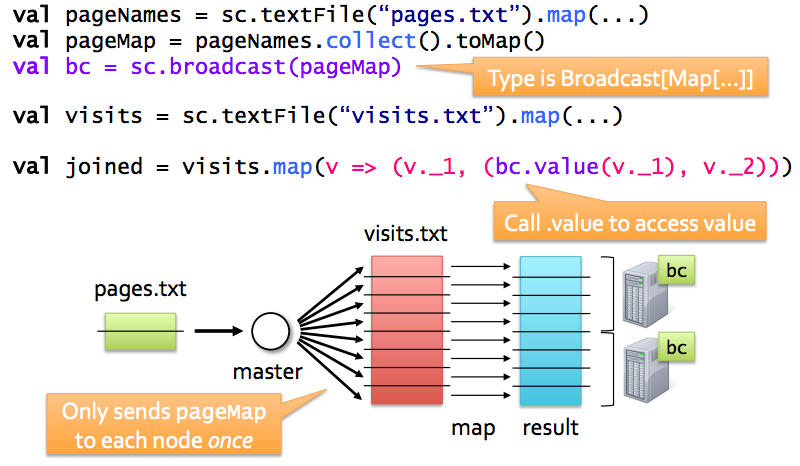 val pageNames = sc.textFile(“pages.txt”).map(...)
val pageMap = pageNames.collect().toMap()
val bc = sc.broadcast(pageMap)
Type is Broadcast[Map[…]]
val visits = sc.textFile(“visits.txt”).map(...)
val joined = visits.map(v => (v._1, (bc.value(v._1), v._2)))
Call .value to access value
visits.txt
pages.txt
bc
bc
master
Only sends pageMap
to each node once
map
result